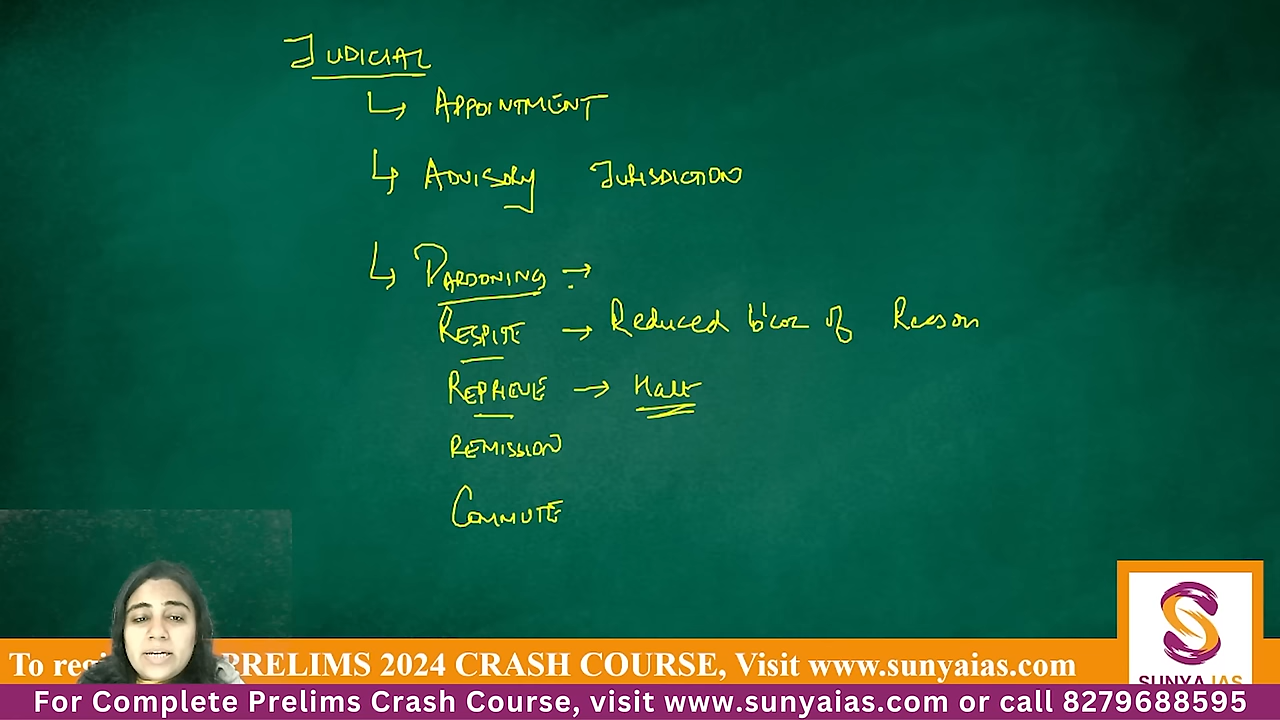 JUDICIAL
↳ APPOINTMENT
↳ ADVISORY JURISDICTION
↳ PARDONING →
RESPITE → Reduced b'coz of Reason
REPRIEVE → Halt
REMISSION
COMMUTE
To reg PRELIMS 2024 CRASH COURSE, Visit www.sunyaias.com
SUNYA IAS
For Complete Prelims Crash Course, visit www.sunyaias.com or call 8279688595